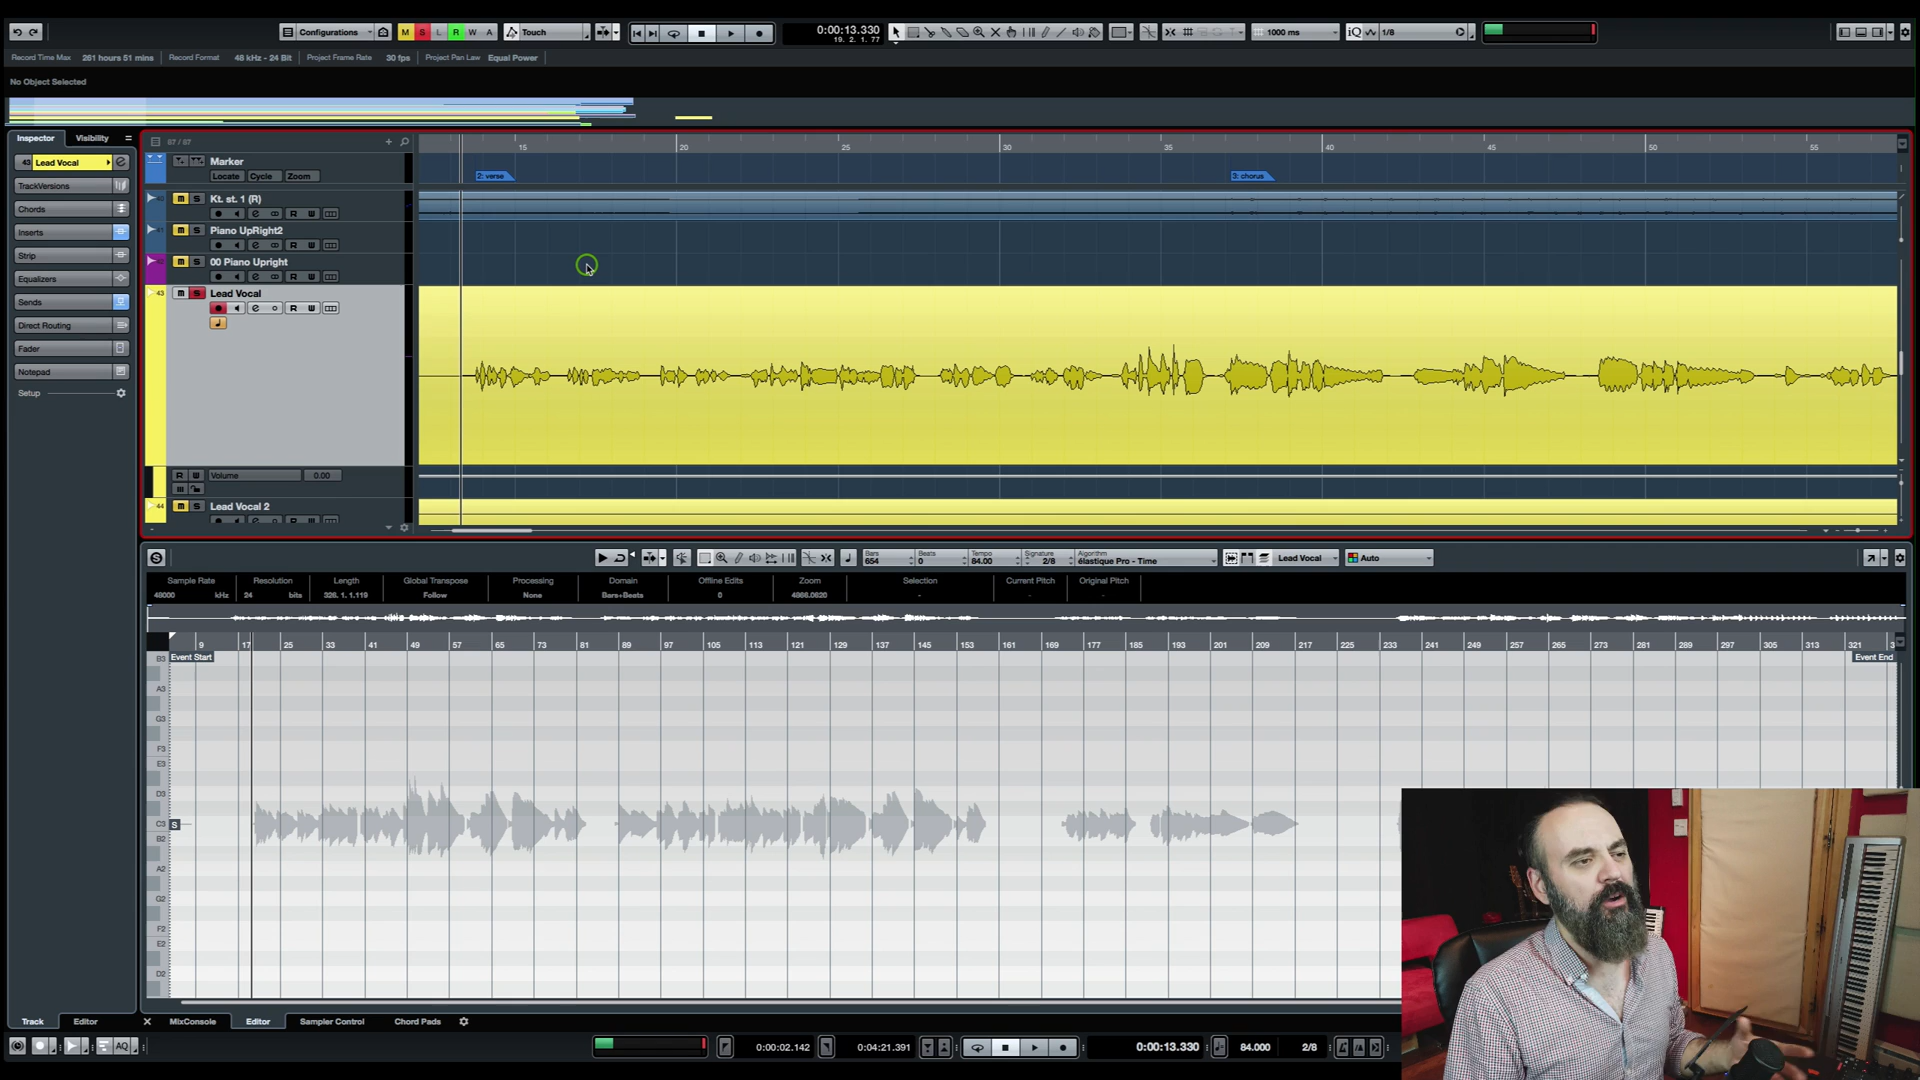 Configurations M S L R W A Touch 0:00:13.330 19. 2. 1. 77 1000 ms iQ 1/8
Record Time Max 261 hours 51 mins Record Format 48 kHz - 24 Bit Project Frame Rate 30 fps Project Pan Law Equal Power
No Object Selected
Inspector Visibility
43 Lead Vocal
TrackVersions
Chords
Inserts
Strip
Equalizers
Sends
Direct Routing
Fader
Notepad
Setup
87 / 87
15 20 25 30 35 40 45 50 55
Marker
Locate Cycle Zoom
2: verse 3: chorus
m S Kt. st. 1 (R)
R W
41 m S Piano UpRight2
R W
m S 00 Piano Upright
R W
43 m S Lead Vocal
R W
R W Volume 0.00
44 m S Lead Vocal 2
Bars 654 Beats 0 Tempo 84.00 Signature 2/8 Algorithm élastique Pro - Time Lead Vocal Auto
Sample Rate Resolution Length Global Transpose Processing Domain Offline Edits Zoom Selection Current Pitch Original Pitch
48000 kHz 24 bits 326. 1. 1.119 Follow None Bars+Beats 0 4866.0820 - - -
9 17 25 33 41 49 57 65 73 81 89 97 105 113 121 129 137 145 153 161 169 177 185 193 201 209 217 225 233 241 249 257 265 273 281 289 297 305 313 321
Event Start Event End
B3
A3
G3
F3
E3
D3
C3 S
B2
A2
G2
F2
E2
D2
Track Editor MixConsole Editor Sampler Control Chord Pads
AQ 0:00:02.142 0:04:21.391 0:00:13.330 84.000 2/8